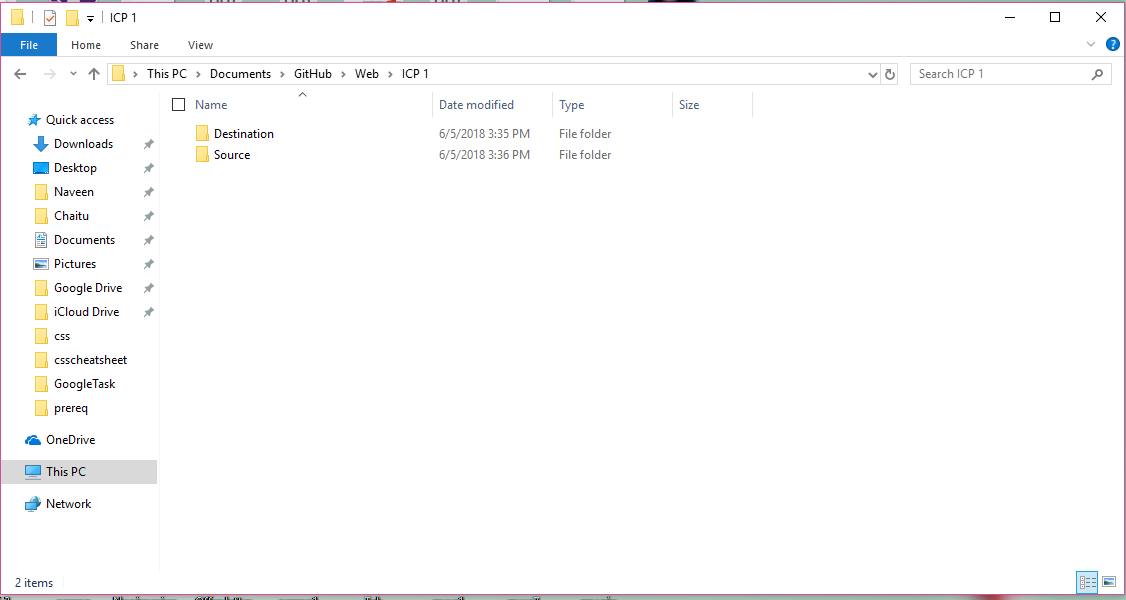 ICP 1
File Home Share View
This PC Documents GitHub Web ICP 1 Search ICP 1
Name Date modified Type Size
Destination 6/5/2018 3:35 PM File folder
Source 6/5/2018 3:36 PM File folder
Quick access
Downloads
Desktop
Naveen
Chaitu
Documents
Pictures
Google Drive
iCloud Drive
css
csscheatsheet
GoogleTask
prereq
OneDrive
This PC
Network
2 items